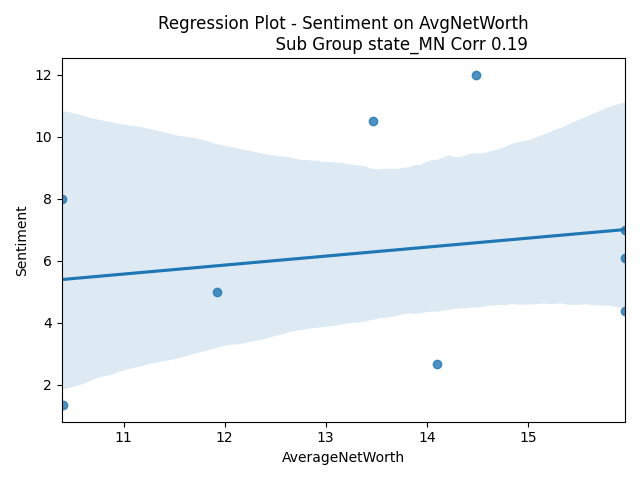 Regression Plot - Sentiment on AvgNetWorth
Sub Group state_MN Corr 0.19
12
10
8
6
4
2
Sentiment
11
12
13
14
15
AverageNetWorth